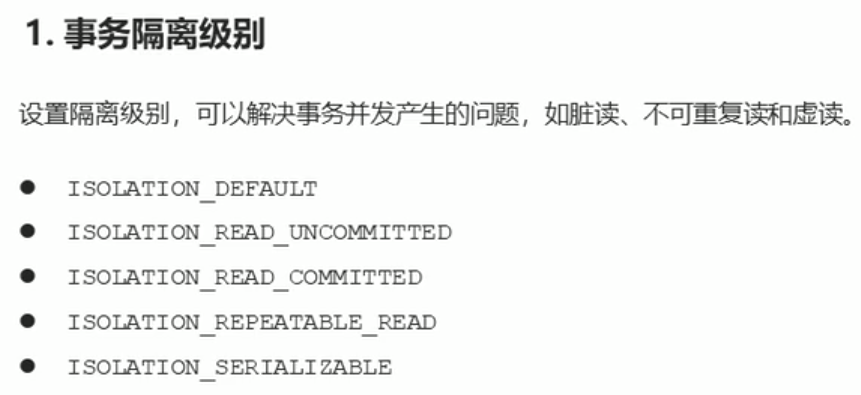 1. 事务隔离级别
设置隔离级别，可以解决事务并发产生的问题，如脏读、不可重复读和虚读。
● ISOLATION_DEFAULT
● ISOLATION_READ_UNCOMMITTED
● ISOLATION_READ_COMMITTED
● ISOLATION_REPEATABLE_READ
● ISOLATION_SERIALIZABLE